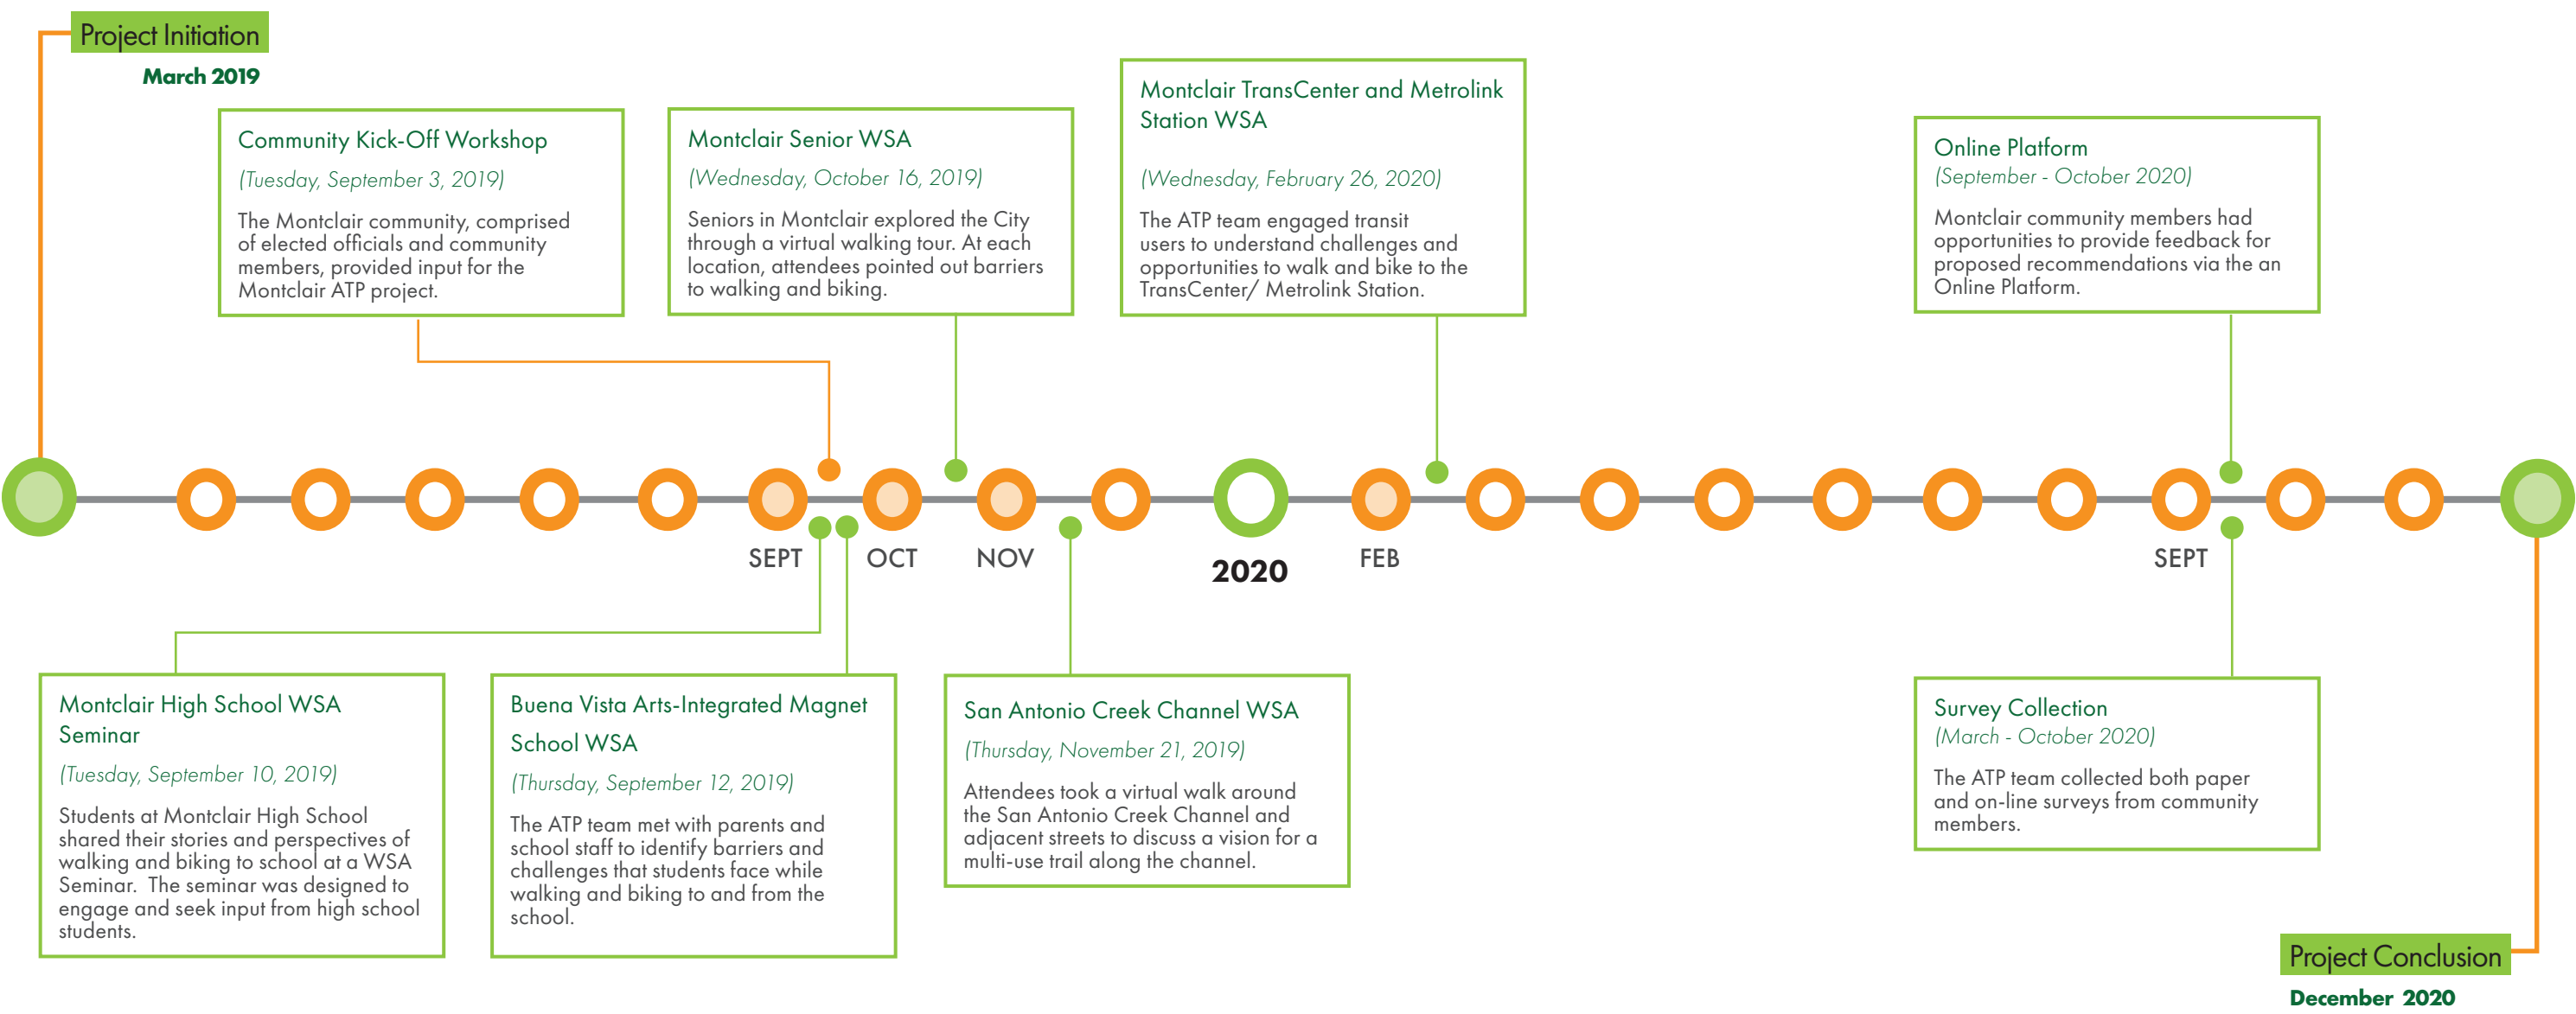 Project Initiation
March 2019
Community Kick-Off Workshop
(Tuesday, September 3, 2019)
The Montclair community, comprised
of elected officials and community
members, provided input for the
Montclair ATP project.
Montclair Senior WSA
(Wednesday, October 16, 2019)
Seniors in Montclair explored the City
through a virtual walking tour. At each
location, attendees pointed out barriers
to walking and biking.
Montclair TransCenter and Metrolink
Station WSA
(Wednesday, February 26, 2020)
The ATP team engaged transit
users to understand challenges and
opportunities to walk and bike to the
TransCenter/ Metrolink Station.
Online Platform
(September - October 2020)
Montclair community members had
opportunities to provide feedback for
proposed recommendations via the an
Online Platform.
SEPT
OCT
NOV
2020
FEB
SEPT
Montclair High School WSA
Seminar
(Tuesday, September 10, 2019)
Students at Montclair High School
shared their stories and perspectives of
walking and biking to school at a WSA
Seminar. The seminar was designed to
engage and seek input from high school
students.
Buena Vista Arts-Integrated Magnet
School WSA
(Thursday, September 12, 2019)
The ATP team met with parents and
school staff to identify barriers and
challenges that students face while
walking and biking to and from the
school.
San Antonio Creek Channel WSA
(Thursday, November 21, 2019)
Attendees took a virtual walk around
the San Antonio Creek Channel and
adjacent streets to discuss a vision for a
multi-use trail along the channel.
Survey Collection
(March - October 2020)
The ATP team collected both paper
and on-line surveys from community
members.
Project Conclusion
December 2020